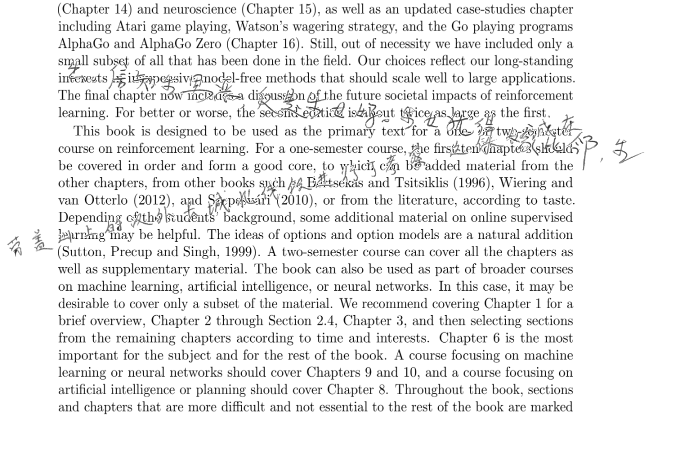 (Chapter 14) and neuroscience (Chapter 15), as well as an updated case-studies chapter
including Atari game playing, Watson's wagering strategy, and the Go playing programs
AlphaGo and AlphaGo Zero (Chapter 16). Still, out of necessity we have included only a
small subset of all that has been done in the field. Our choices reflect our long-standing
interests in inexpensive model-free methods that should scale well to large applications.
The final chapter now includes a discussion of the future societal impacts of reinforcement
learning. For better or worse, the second edition is about twice as large as the first.
This book is designed to be used as the primary text for a one- or two-semester
course on reinforcement learning. For a one-semester course, the first ten chapters should
be covered in order and form a good core, to which can be added material from the
other chapters, from other books such as Bertsekas and Tsitsiklis (1996), Wiering and
van Otterlo (2012), and Szepesvári (2010), or from the literature, according to taste.
Depending of the students' background, some additional material on online supervised
learning may be helpful. The ideas of options and option models are a natural addition
(Sutton, Precup and Singh, 1999). A two-semester course can cover all the chapters as
well as supplementary material. The book can also be used as part of broader courses
on machine learning, artificial intelligence, or neural networks. In this case, it may be
desirable to cover only a subset of the material. We recommend covering Chapter 1 for a
brief overview, Chapter 2 through Section 2.4, Chapter 3, and then selecting sections
from the remaining chapters according to time and interests. Chapter 6 is the most
important for the subject and for the rest of the book. A course focusing on machine
learning or neural networks should cover Chapters 9 and 10, and a course focusing on
artificial intelligence or planning should cover Chapter 8. Throughout the book, sections
and chapters that are more difficult and not essential to the rest of the book are marked